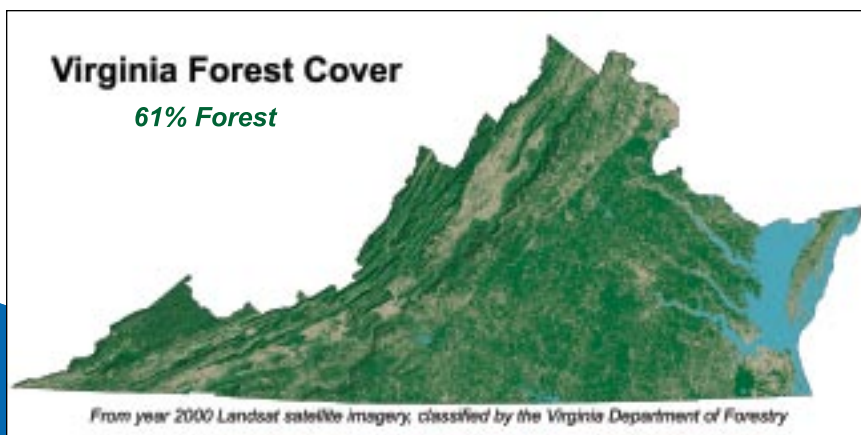 Virginia Forest Cover
61% Forest
From year 2000 Landsat satellite imagery, classified by the Virginia Department of Forestry